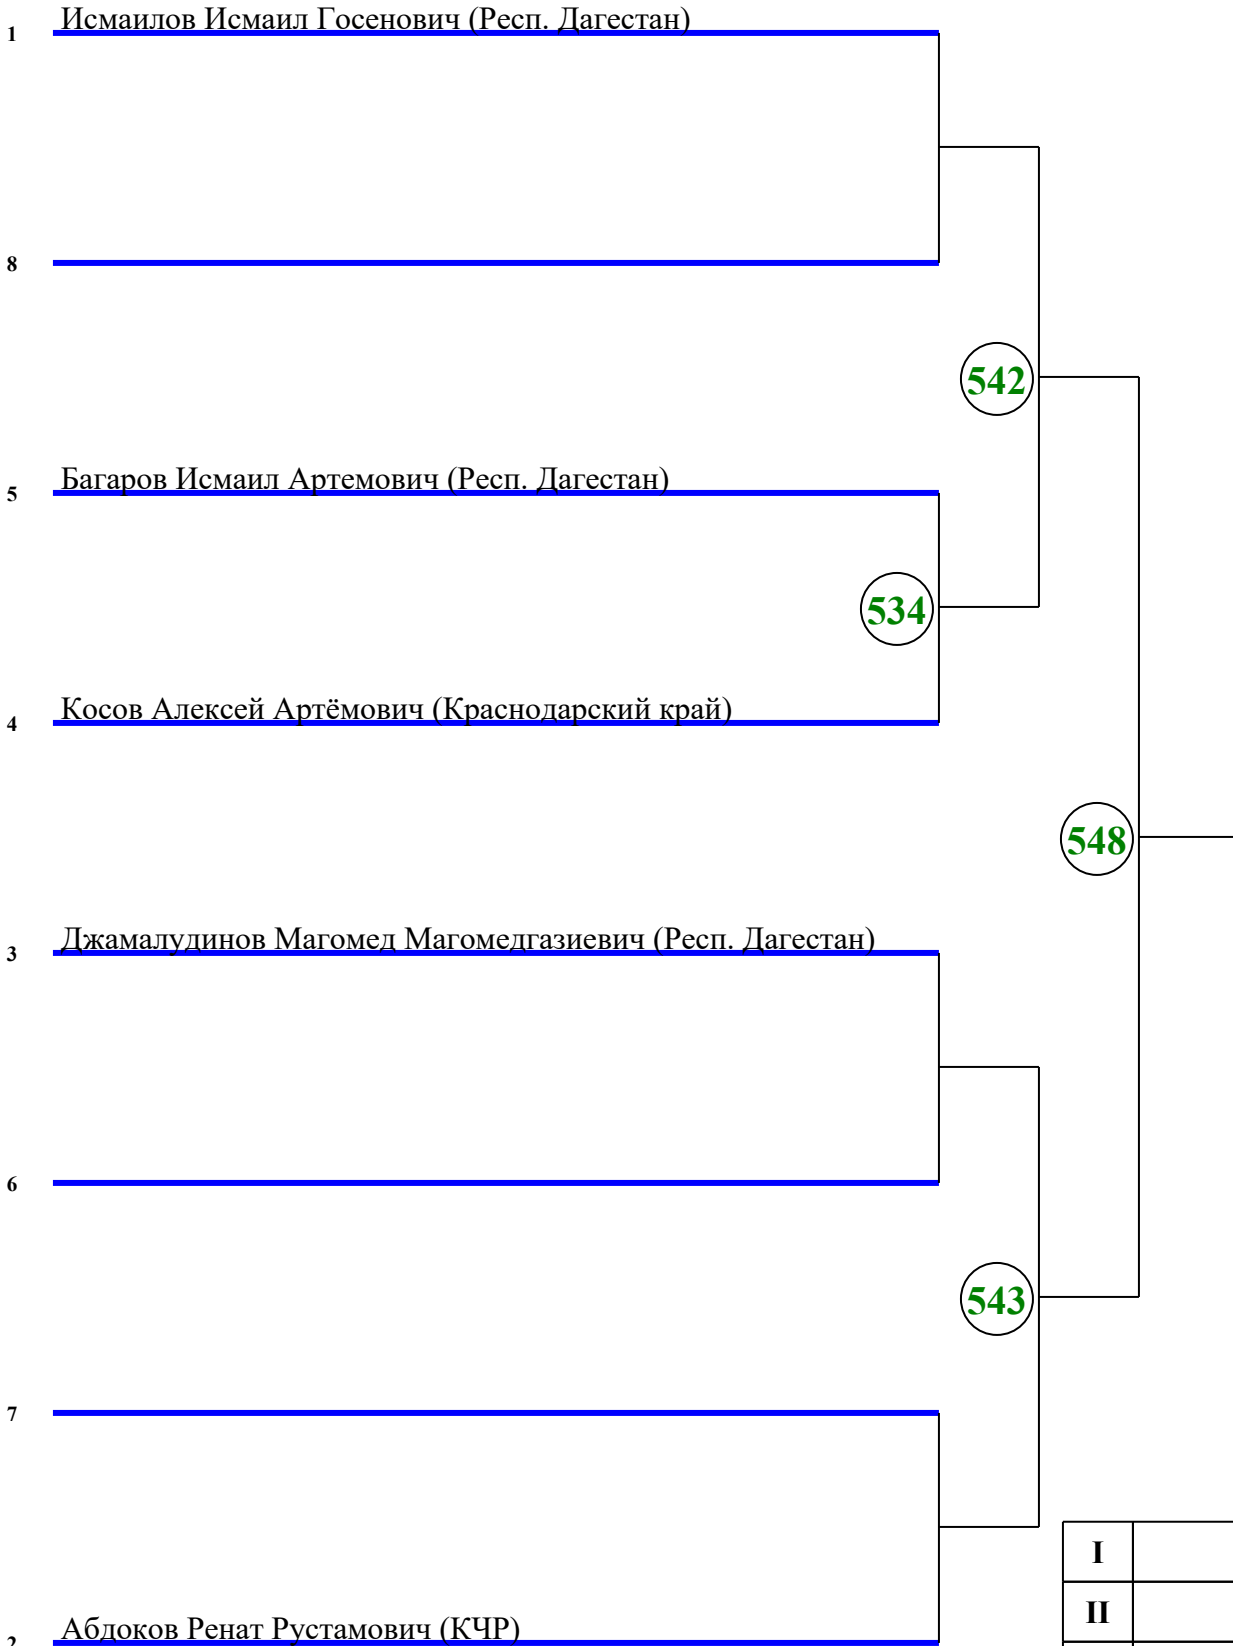 Исмаилов Исмаил Госенович (Респ. Дагестан)
1
8
542
Багаров Исмаил Артемович (Респ. Дагестан)
5
534
Косов Алексей Артёмович (Краснодарский край)
4
548
Джамалудинов Магомед Магомедгазиевич (Респ. Дагестан)
3
6
543
7
I
II
Абдоков Ренат Рустамович (КЧР)
2